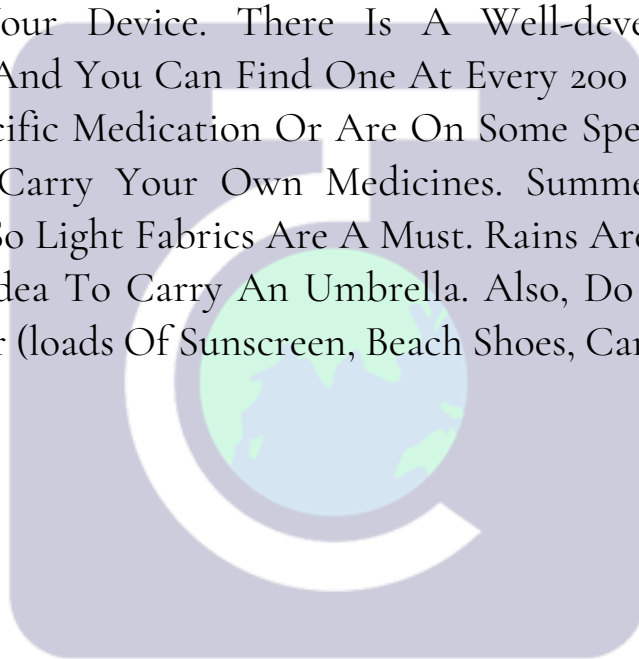 our Device. There Is A Well-deve
And You Can Find One At Every 200
cific Medication Or Are On Some Spe
Carry Your Own Medicines. Summe
So Light Fabrics Are A Must. Rains Are
dea To Carry An Umbrella. Also, Do
r (loads Of Sunscreen, Beach Shoes, Car